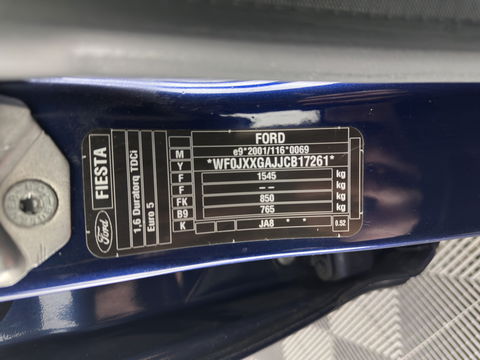 FORD
M e9*2001/116*0069
Y *WF0JXXGAJJCB17261*
F 1545 kg
F -- kg
FK 850 kg
B9 765 kg
K JA8 * * 0.52
FIESTA
1.6 Duratorq TDCi
Euro 5
Ford